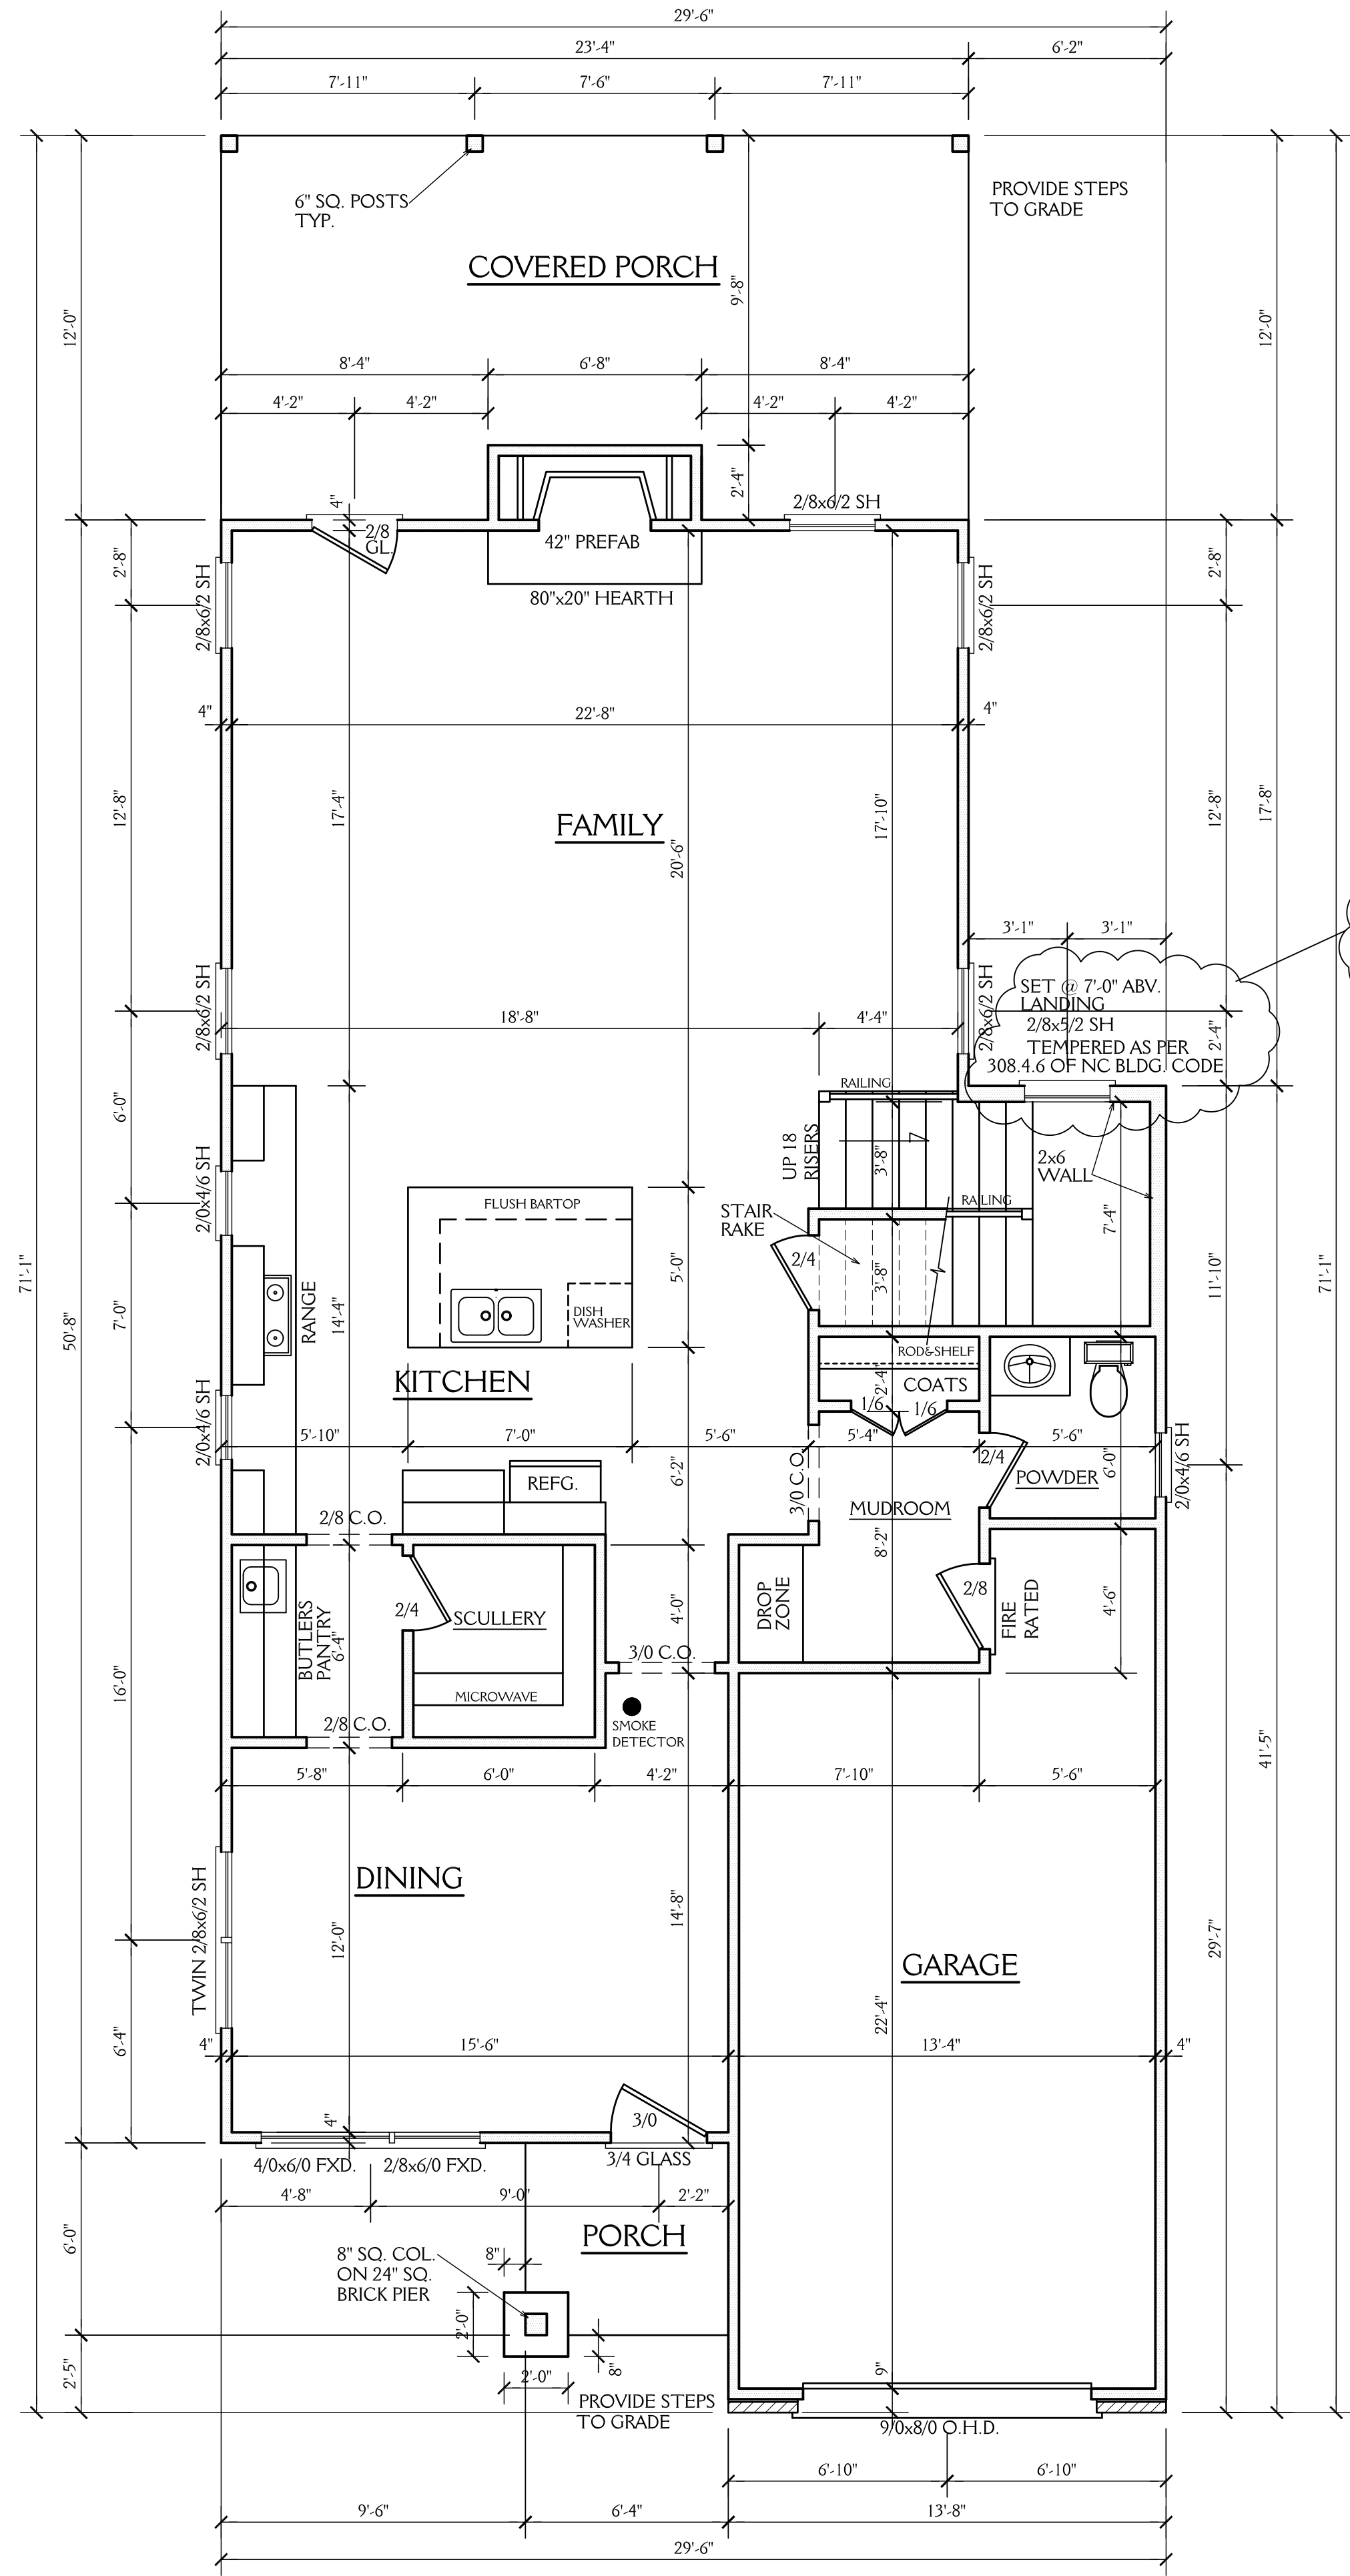 29'-6"
23'-4"
6'-2"
7'-11"
7'-6"
7'-11"
6" SQ. POSTS
TYP.
PROVIDE STEPS
TO GRADE
COVERED PORCH
9'-8"
12'-0"
12'-0"
8'-4"
6'-8"
8'-4"
4'-2"
4'-2"
4'-2"
4'-2"
2'-4"
4"
2/8
GL.
2/8x6/2 SH
42" PREFAB
80"x20" HEARTH
2'-8"
2/8x6/2 SH
2/8x6/2 SH
2'-8"
4"
22'-8"
4"
12'-8"
17'-4"
FAMILY
20'-6"
17'-10"
12'-8"
17'-8"
3'-1"
3'-1"
SET @ 7'-0" ABV.
LANDING
2/8x5/2 SH
TEMPERED AS PER
308.4.6 OF NC BLDG. CODE
2'-4"
2/8x6/2 SH
18'-8"
4'-4"
2/8x6/2 SH
6'-0"
RAILING
UP 18
RISERS
7
3'-8"
2x6
WALL
2/0x4/6 SH
FLUSH BARTOP
STAIR
RAKE
RAILING
7'-4"
71'-1"
50'-8"
7'-0"
RANGE
14'-4"
DISH
WASHER
5'-0"
2/4
3'-8"
11'-10"
71'-1"
KITCHEN
ROD&SHELF
2'-4"
COATS
1/6
1/6
2/0x4/6 SH
5'-10"
7'-0"
5'-6"
5'-4"
5'-6"
6'-2"
3/0 C.O.
2/4
POWDER
6'-0"
2/0x4/6 SH
REFG.
MUDROOM
2/8 C.O.
8'-2"
BUTLERS
PANTRY
6'-4"
2/4
SCULLERY
4'-0"
DROP
ZONE
2/8
FIRE
RATED
4'-6"
3/0 C.O.
MICROWAVE
SMOKE
DETECTOR
2/8 C.O.
16'-0"
41'-5"
5'-8"
6'-0"
4'-2"
7'-10"
5'-6"
TWIN 2/8x6/2 SH
DINING
12'-0"
14'-8"
GARAGE
22'-4"
29'-7"
6'-4"
4"
15'-6"
13'-4"
4"
4"
3/0
3/4 GLASS
4/0x6/0 FXD.
2/8x6/0 FXD.
4'-8"
9'-0"
2'-2"
6'-0"
PORCH
8" SQ. COL.
ON 24" SQ.
BRICK PIER
8"
2'-0"
2'-0"
8"
2'-5"
9"
PROVIDE STEPS
TO GRADE
9/0x8/0 O.H.D.
6'-10"
6'-10"
9'-6"
6'-4"
13'-8"
29'-6"